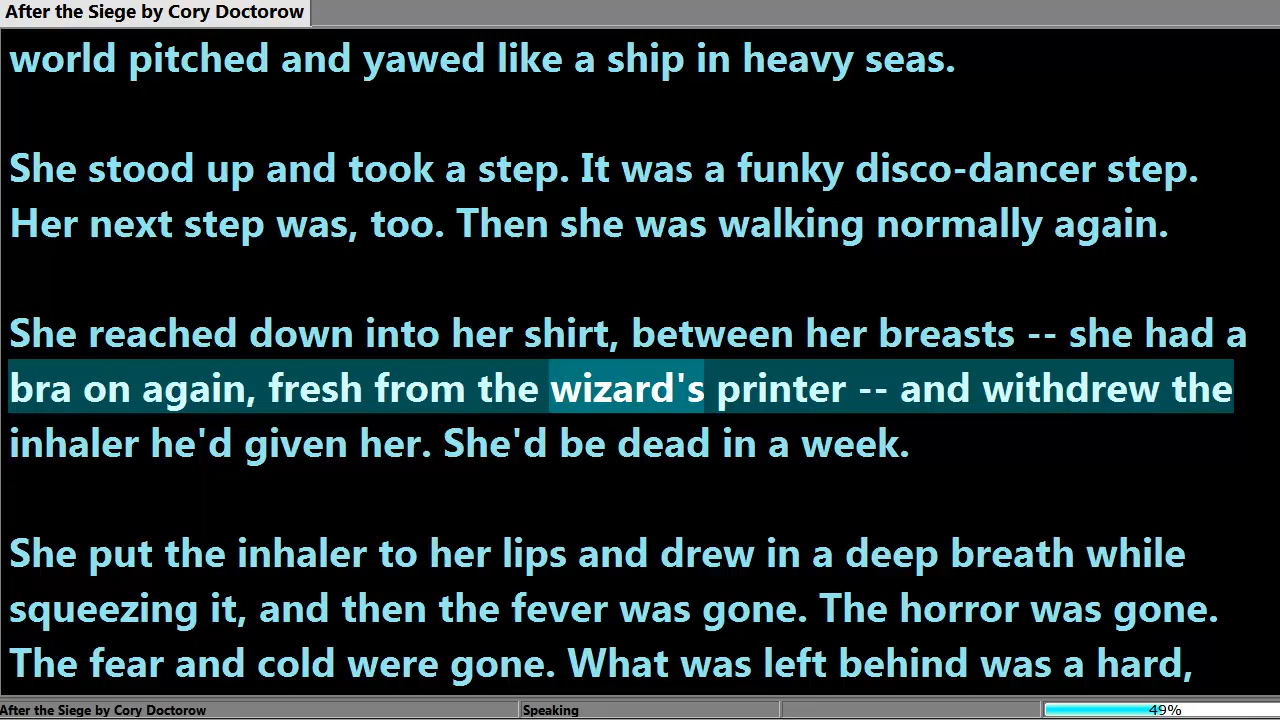 After the Siege by Cory Doctorow
world pitched and yawed like a ship in heavy seas.
She stood up and took a step. It was a funky disco-dancer step.
Her next step was, too. Then she was walking normally again.
She reached down into her shirt, between her breasts -- she had a
bra on again, fresh from the wizard's printer -- and withdrew the
inhaler he'd given her. She'd be dead in a week.
She put the inhaler to her lips and drew in a deep breath while
squeezing it, and then the fever was gone. The horror was gone.
The fear and cold were gone. What was left behind was a hard,
After the Siege by Cory Doctorow Speaking 49%